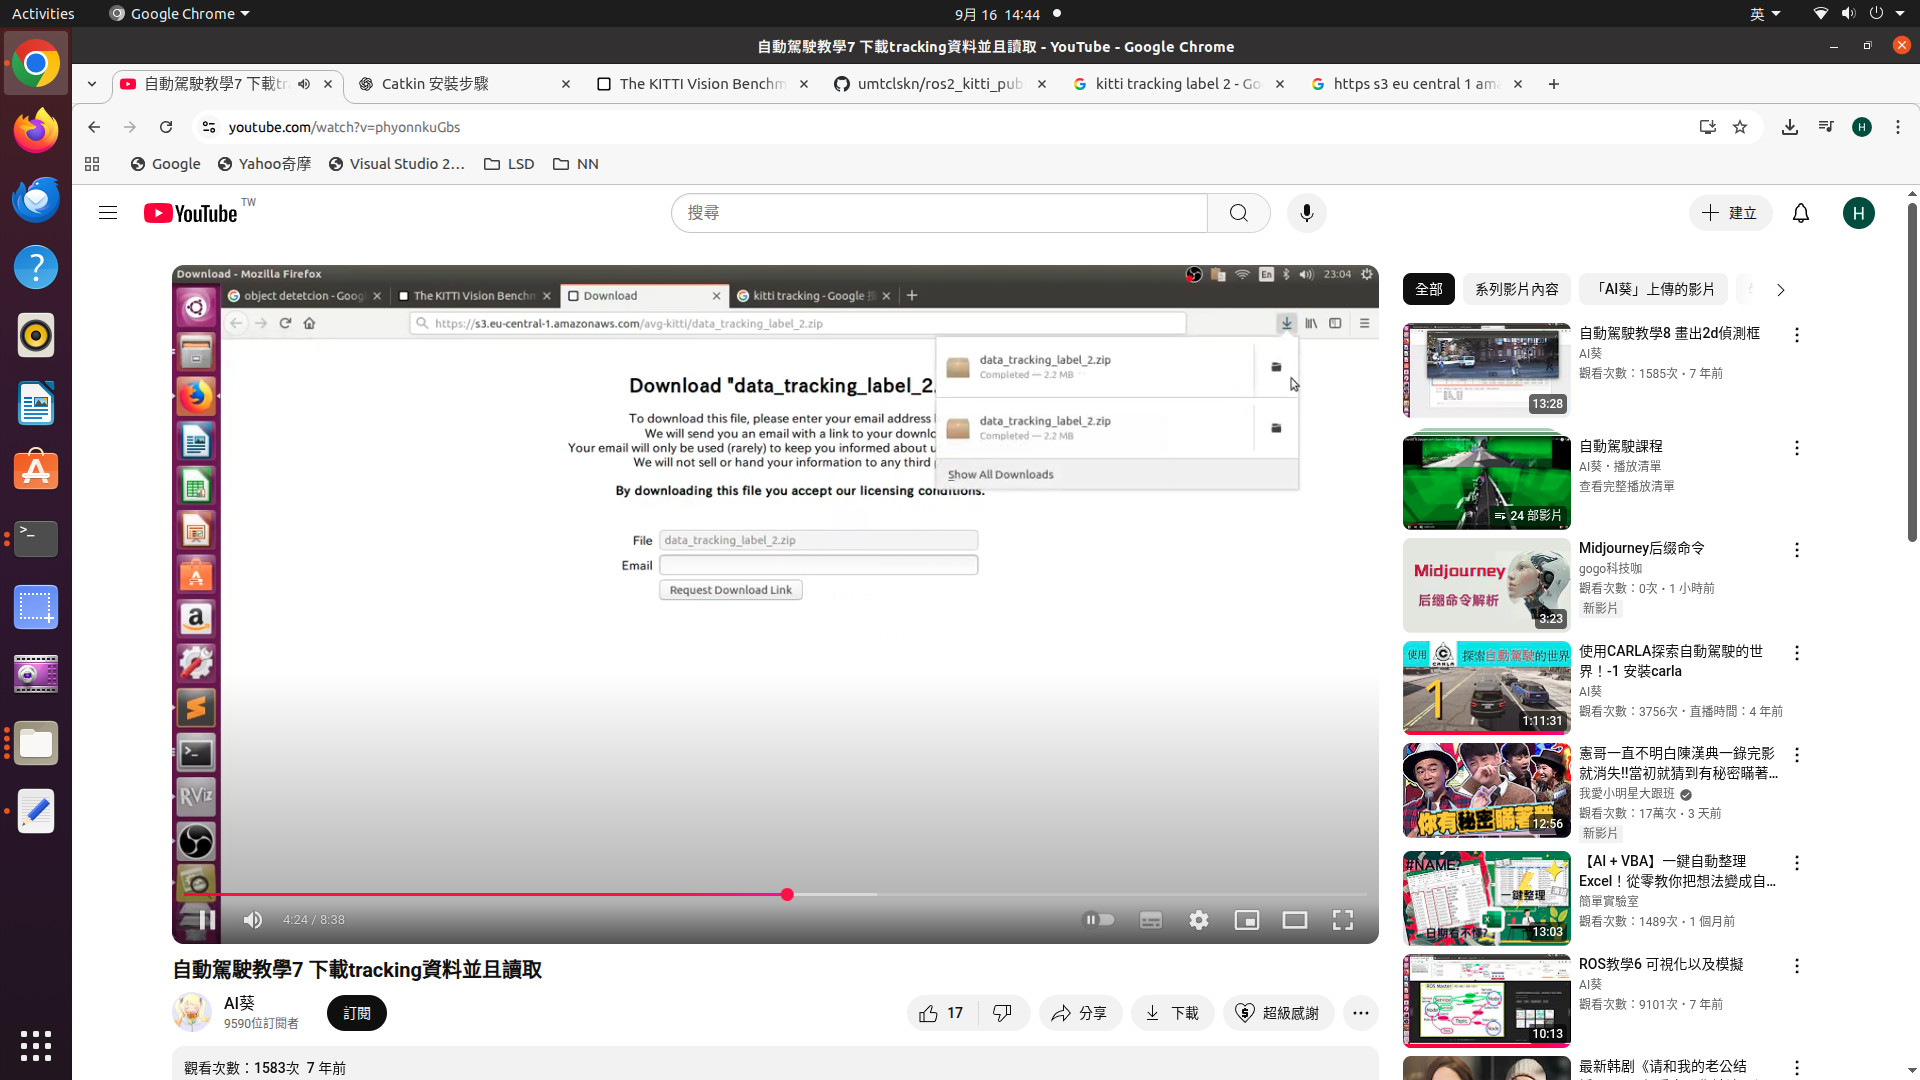 Activities
Google Chrome
9月 16 14:44
英
自動駕駛教學7 下載tracking資料並且讀取 - YouTube - Google Chrome
自動駕駛教學7 下載tr
Catkin 安裝步驟
The KITTI Vision Benchm
umtclskn/ros2_kitti_pub
kitti tracking label 2 - Go
https s3 eu central 1 ama
youtube.com/watch?v=phyonnkuGbs
H
Google
Yahoo奇摩
Visual Studio 2...
LSD
NN
YouTube TW
搜尋
建立
H
Download - Mozilla Firefox
En
23:04
object detetcion - Goog
The KITTI Vision Benchm
Download
kitti tracking - Google
https://s3.eu-central-1.amazonaws.com/avg-kitti/data_tracking_label_2.zip
data_tracking_label_2.zip
Completed — 2.2 MB
data_tracking_label_2.zip
Completed — 2.2 MB
Show All Downloads
Download "data_tracking_label_2.
To download this file, please enter your email address
We will send you an email with a link to your downlo
Your email will only be used (rarely) to keep you informed about u
We will not sell or hand your information to any third
By downloading this file you accept our licensing conditions.
File data_tracking_label_2.zip
Email
Request Download Link
RViz
4:24 / 8:38
自動駕駛教學7 下載tracking資料並且讀取
AI葵
9590位訂閱者
訂閱
17
分享
下載
超級感謝
觀看次數：1583次 7 年前
全部
系列影片內容
「AI葵」上傳的影片
自動駕駛教學8 畫出2d偵測框
AI葵
觀看次數：1585次・7 年前
13:28
自動駕駛課程
AI葵・播放清單
查看完整播放清單
24 部影片
Midjourney后缀命令
gogo科技咖
觀看次數：0次・1 小時前
新影片
Midjourney
后缀命令解析
3:23
使用CARLA探索自動駕駛的世
界！-1 安裝carla
AI葵
觀看次數：3756次・直播時間：4 年前
使用 CARLA 探索自動駕駛的世界
1
1:11:31
憲哥一直不明白陳漢典一錄完影
就消失!!當初就猜到有秘密瞞著...
我愛小明星大跟班
觀看次數：17萬次・3 天前
新影片
你有秘密瞞著我
12:56
【AI + VBA】一鍵自動整理
Excel！從零教你把想法變成自...
簡單實驗室
觀看次數：1489次・1 個月前
#NAME?
一鍵整理
日期看不懂?
13:03
ROS教學6 可視化以及模擬
AI葵
觀看次數：9101次・7 年前
10:13
最新韩剧《请和我的老公结